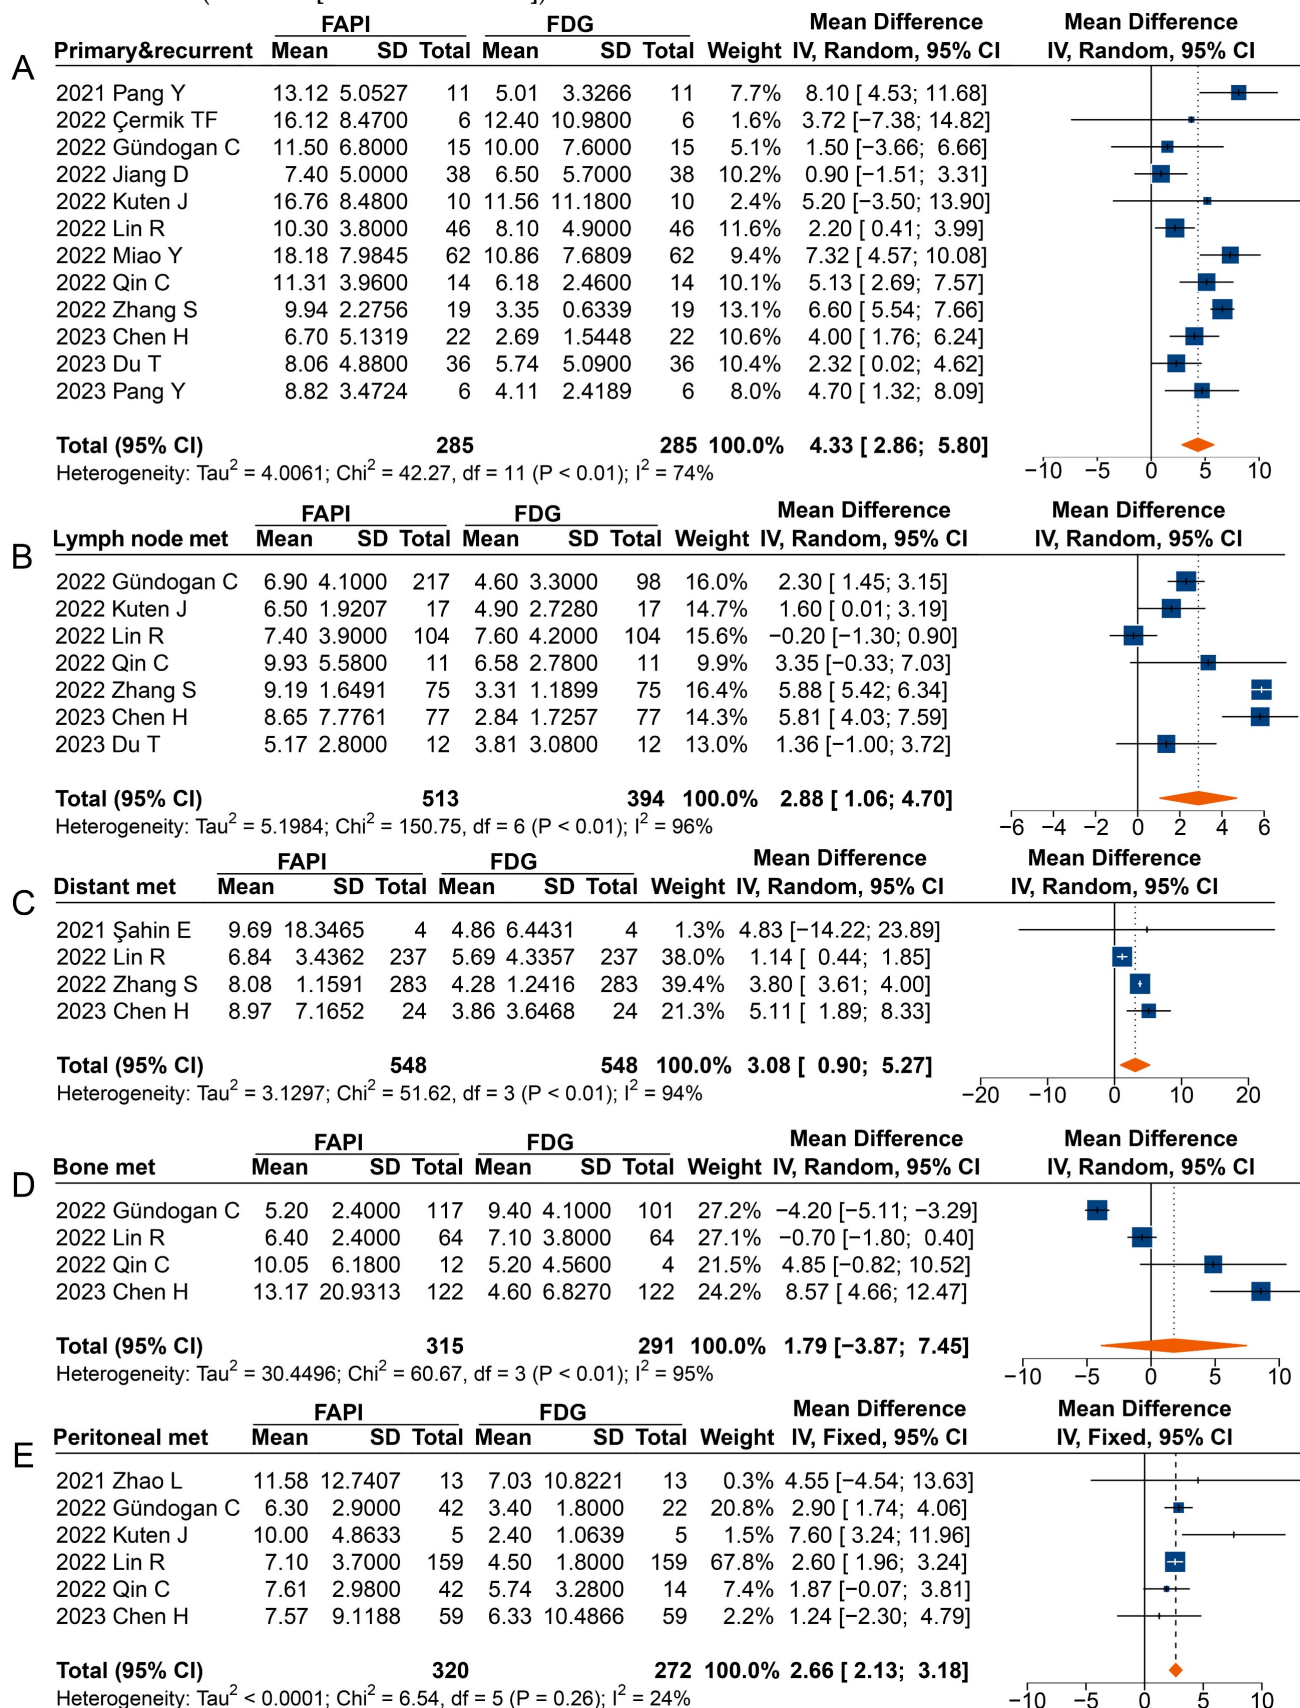 A
FAPI FDG Mean Difference Mean Difference
Primary&recurrent Mean SD Total Mean SD Total Weight IV, Random, 95% CI IV, Random, 95% CI
2021 Pang Y 13.12 5.0527 11 5.01 3.3266 11 7.7% 8.10 [ 4.53; 11.68]
2022 Çermik TF 16.12 8.4700 6 12.40 10.9800 6 1.6% 3.72 [−7.38; 14.82]
2022 Gündogan C 11.50 6.8000 15 10.00 7.6000 15 5.1% 1.50 [−3.66; 6.66]
2022 Jiang D 7.40 5.0000 38 6.50 5.7000 38 10.2% 0.90 [−1.51; 3.31]
2022 Kuten J 16.76 8.4800 10 11.56 11.1800 10 2.4% 5.20 [−3.50; 13.90]
2022 Lin R 10.30 3.8000 46 8.10 4.9000 46 11.6% 2.20 [ 0.41; 3.99]
2022 Miao Y 18.18 7.9845 62 10.86 7.6809 62 9.4% 7.32 [ 4.57; 10.08]
2022 Qin C 11.31 3.9600 14 6.18 2.4600 14 10.1% 5.13 [ 2.69; 7.57]
2022 Zhang S 9.94 2.2756 19 3.35 0.6339 19 13.1% 6.60 [ 5.54; 7.66]
2023 Chen H 6.70 5.1319 22 2.69 1.5448 22 10.6% 4.00 [ 1.76; 6.24]
2023 Du T 8.06 4.8800 36 5.74 5.0900 36 10.4% 2.32 [ 0.02; 4.62]
2023 Pang Y 8.82 3.4724 6 4.11 2.4189 6 8.0% 4.70 [ 1.32; 8.09]
Total (95% CI) 285 285 100.0% 4.33 [ 2.86; 5.80]
Heterogeneity: Tau² = 4.0061; Chi² = 42.27, df = 11 (P < 0.01); I² = 74%
−10 −5 0 5 10
B
FAPI FDG Mean Difference Mean Difference
Lymph node met Mean SD Total Mean SD Total Weight IV, Random, 95% CI IV, Random, 95% CI
2022 Gündogan C 6.90 4.1000 217 4.60 3.3000 98 16.0% 2.30 [ 1.45; 3.15]
2022 Kuten J 6.50 1.9207 17 4.90 2.7280 17 14.7% 1.60 [ 0.01; 3.19]
2022 Lin R 7.40 3.9000 104 7.60 4.2000 104 15.6% −0.20 [−1.30; 0.90]
2022 Qin C 9.93 5.5800 11 6.58 2.7800 11 9.9% 3.35 [−0.33; 7.03]
2022 Zhang S 9.19 1.6491 75 3.31 1.1899 75 16.4% 5.88 [ 5.42; 6.34]
2023 Chen H 8.65 7.7761 77 2.84 1.7257 77 14.3% 5.81 [ 4.03; 7.59]
2023 Du T 5.17 2.8000 12 3.81 3.0800 12 13.0% 1.36 [−1.00; 3.72]
Total (95% CI) 513 394 100.0% 2.88 [ 1.06; 4.70]
Heterogeneity: Tau² = 5.1984; Chi² = 150.75, df = 6 (P < 0.01); I² = 96%
−6 −4 −2 0 2 4 6
C
FAPI FDG Mean Difference Mean Difference
Distant met Mean SD Total Mean SD Total Weight IV, Random, 95% CI IV, Random, 95% CI
2021 Şahin E 9.69 18.3465 4 4.86 6.4431 4 1.3% 4.83 [−14.22; 23.89]
2022 Lin R 6.84 3.4362 237 5.69 4.3357 237 38.0% 1.14 [ 0.44; 1.85]
2022 Zhang S 8.08 1.1591 283 4.28 1.2416 283 39.4% 3.80 [ 3.61; 4.00]
2023 Chen H 8.97 7.1652 24 3.86 3.6468 24 21.3% 5.11 [ 1.89; 8.33]
Total (95% CI) 548 548 100.0% 3.08 [ 0.90; 5.27]
Heterogeneity: Tau² = 3.1297; Chi² = 51.62, df = 3 (P < 0.01); I² = 94%
−20 −10 0 10 20
D
FAPI FDG Mean Difference Mean Difference
Bone met Mean SD Total Mean SD Total Weight IV, Random, 95% CI IV, Random, 95% CI
2022 Gündogan C 5.20 2.4000 117 9.40 4.1000 101 27.2% −4.20 [−5.11; −3.29]
2022 Lin R 6.40 2.4000 64 7.10 3.8000 64 27.1% −0.70 [−1.80; 0.40]
2022 Qin C 10.05 6.1800 12 5.20 4.5600 4 21.5% 4.85 [−0.82; 10.52]
2023 Chen H 13.17 20.9313 122 4.60 6.8270 122 24.2% 8.57 [ 4.66; 12.47]
Total (95% CI) 315 291 100.0% 1.79 [−3.87; 7.45]
Heterogeneity: Tau² = 30.4496; Chi² = 60.67, df = 3 (P < 0.01); I² = 95%
−10 −5 0 5 10
E
FAPI FDG Mean Difference Mean Difference
Peritoneal met Mean SD Total Mean SD Total Weight IV, Fixed, 95% CI IV, Fixed, 95% CI
2021 Zhao L 11.58 12.7407 13 7.03 10.8221 13 0.3% 4.55 [−4.54; 13.63]
2022 Gündogan C 6.30 2.9000 42 3.40 1.8000 22 20.8% 2.90 [ 1.74; 4.06]
2022 Kuten J 10.00 4.8633 5 2.40 1.0639 5 1.5% 7.60 [ 3.24; 11.96]
2022 Lin R 7.10 3.7000 159 4.50 1.8000 159 67.8% 2.60 [ 1.96; 3.24]
2022 Qin C 7.61 2.9800 42 5.74 3.2800 14 7.4% 1.87 [−0.07; 3.81]
2023 Chen H 7.57 9.1188 59 6.33 10.4866 59 2.2% 1.24 [−2.30; 4.79]
Total (95% CI) 320 272 100.0% 2.66 [ 2.13; 3.18]
Heterogeneity: Tau² < 0.0001; Chi² = 6.54, df = 5 (P = 0.26); I² = 24%
−10 −5 0 5 10